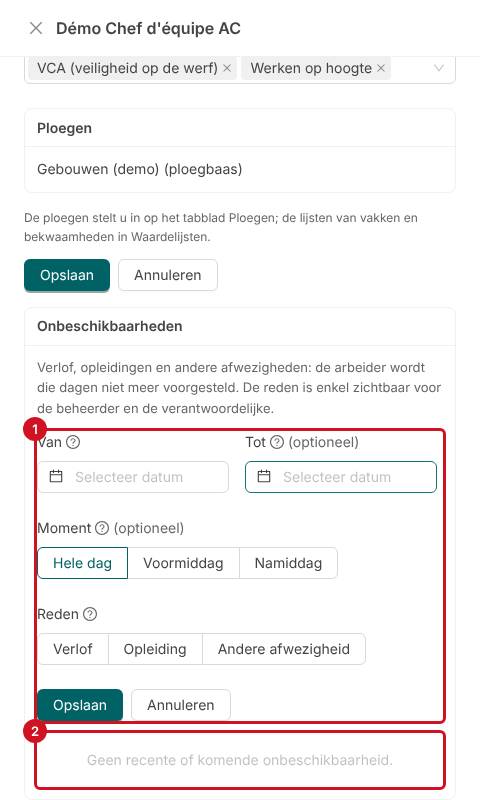 Démo Chef d'équipe AC
VCA (veiligheid op de werf)
Werken op hoogte
Ploegen
Gebouwen (demo) (ploegbaas)
De ploegen stelt u in op het tabblad Ploegen; de lijsten van vakken en
bekwaamheden in Waardelijsten.
Opslaan
Annuleren
Onbeschikbaarheden
Verlof, opleidingen en andere afwezigheden: de arbeider wordt
die dagen niet meer voorgesteld. De reden is enkel zichtbaar voor
de beheerder en de verantwoordelijke.
1
Van
Tot (optioneel)
Selecteer datum
Selecteer datum
Moment (optioneel)
Hele dag
Voormiddag
Namiddag
Reden
Verlof
Opleiding
Andere afwezigheid
Opslaan
Annuleren
2
Geen recente of komende onbeschikbaarheid.